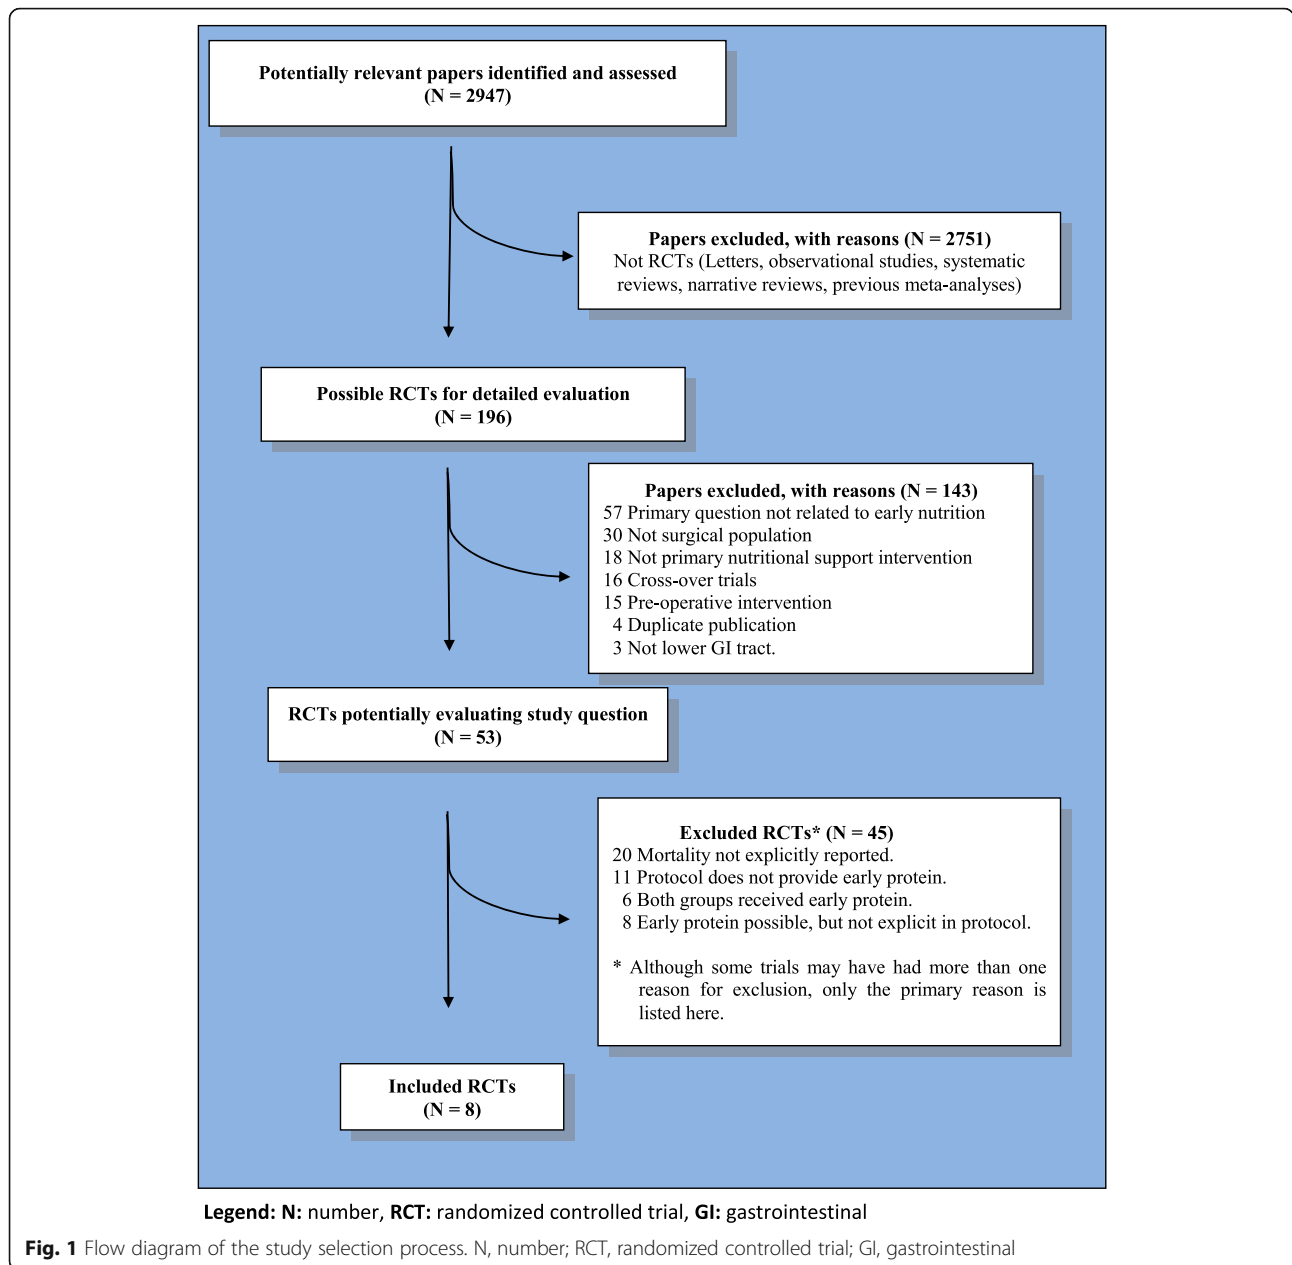 Potentially relevant papers identified and assessed
(N = 2947)
Papers excluded, with reasons (N = 2751)
Not RCTs (Letters, observational studies, systematic
reviews, narrative reviews, previous meta-analyses)
Possible RCTs for detailed evaluation
(N = 196)
Papers excluded, with reasons (N = 143)
57 Primary question not related to early nutrition
30 Not surgical population
18 Not primary nutritional support intervention
16 Cross-over trials
15 Pre-operative intervention
4 Duplicate publication
3 Not lower GI tract.
RCTs potentially evaluating study question
(N = 53)
Excluded RCTs* (N = 45)
20 Mortality not explicitly reported.
11 Protocol does not provide early protein.
6 Both groups received early protein.
8 Early protein possible, but not explicit in protocol.
* Although some trials may have had more than one
reason for exclusion, only the primary reason is
listed here.
Included RCTs
(N = 8)
Legend: N: number, RCT: randomized controlled trial, GI: gastrointestinal
Fig. 1 Flow diagram of the study selection process. N, number; RCT, randomized controlled trial; GI, gastrointestinal